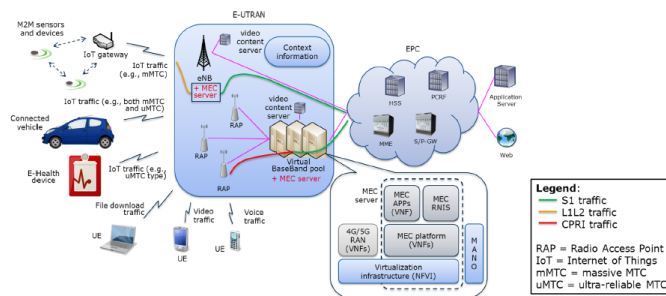 M2M sensors
and devices
IoT
gateway
IoT traffic
(e.g., mMTC)
IoT traffic
(e.g., both mMTC
and uMTC)
Connected
vehicle
E-Health
device
IoT traffic (e.g.,
uMTC type)
File download
traffic
UE
Video
traffic
UE
Voice
traffic
UE
E-UTRAN
video
content
server
Context
information
eNB
+ MEC
server
RAP
video
content
server
RAP
RAP
Virtual
BaseBand pool
+ MEC server
EPC
HSS
PCRF
MME
S/P-GW
Application
Server
Web
MEC
server
MEC
APPs
(VNF)
MEC
RNIS
4G/5G
RAN
(VNFs)
MEC platform
(VNFs)
Virtualization
infrastructure (NFVI)
MANO
Legend:
S1 traffic
L1L2 traffic
CPRI traffic
RAP = Radio Access Point
IoT = Internet of Things
mMTC = massive MTC
uMTC = ultra-reliable MTC